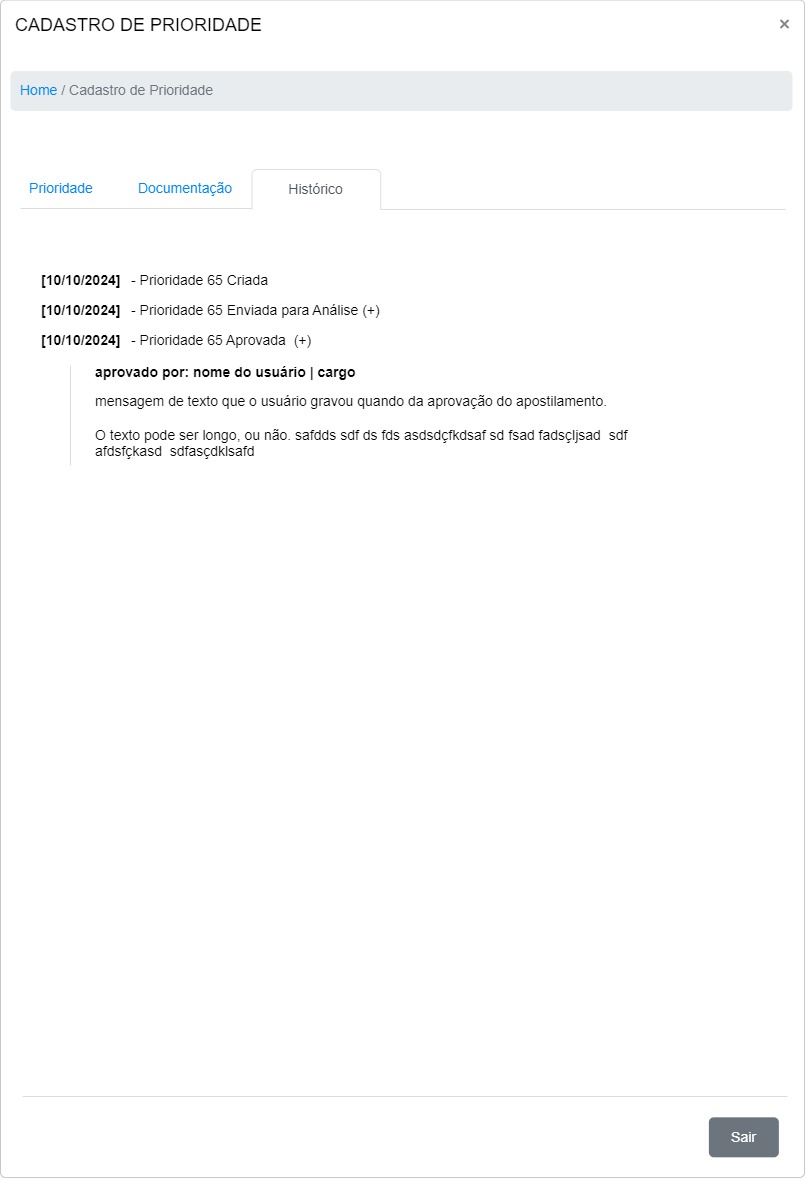 CADASTRO DE PRIORIDADE ×
Home / Cadastro de Prioridade
Prioridade Documentação Histórico
[10/10/2024] - Prioridade 65 Criada
[10/10/2024] - Prioridade 65 Enviada para Análise (+)
[10/10/2024] - Prioridade 65 Aprovada (+)
aprovado por: nome do usuário | cargo
mensagem de texto que o usuário gravou quando da aprovação do apostilamento.
O texto pode ser longo, ou não. safdds sdf ds fds asdsdçfkdsaf sd fsad fadsçljsad sdf
afdsfçkasd sdfasçdklsafd
Sair